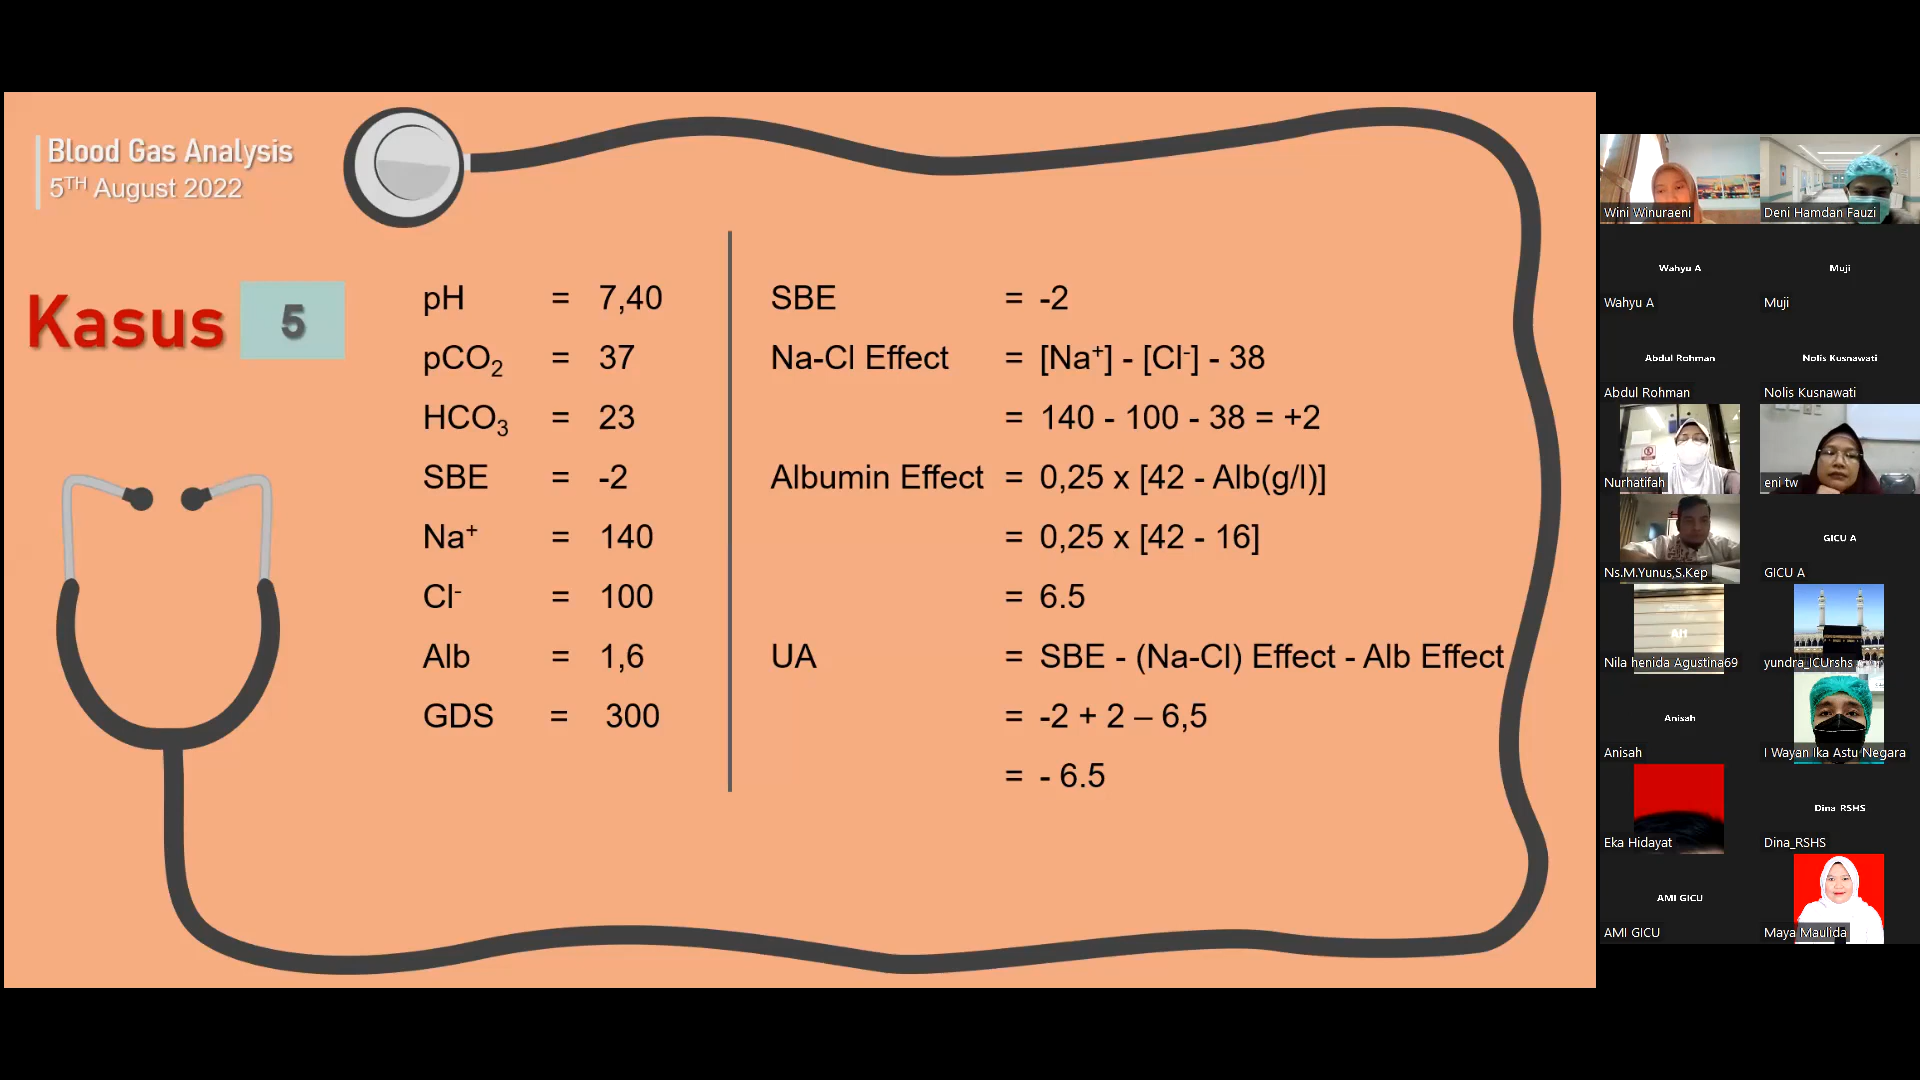 Blood Gas Analysis
5TH August 2022
Kasus 5
pH = 7,40
pCO2 = 37
HCO3 = 23
SBE = -2
Na+ = 140
Cl- = 100
Alb = 1,6
GDS = 300
SBE = -2
Na-Cl Effect = [Na+] - [Cl-] - 38
= 140 - 100 - 38 = +2
Albumin Effect = 0,25 x [42 - Alb(g/l)]
= 0,25 x [42 - 16]
= 6.5
UA = SBE - (Na-Cl) Effect - Alb Effect
= -2 + 2 – 6,5
= - 6.5
Wini Winuraeni
Deni Hamdan Fauzi
Wahyu A
Wahyu A
Muji
Muji
Abdul Rohman
Abdul Rohman
Nolis Kusnawati
Nolis Kusnawati
Nurhatifah
eni tw
Ns.M.Yunus,S.Kep
GICU A
GICU A
Nila henida Agustina69
yundra_ICUrshs
Anisah
Anisah
I Wayan Ika Astu Negara
Eka Hidayat
Dina_RSHS
Dina_RSHS
AMI GICU
AMI GICU
Maya Maulida